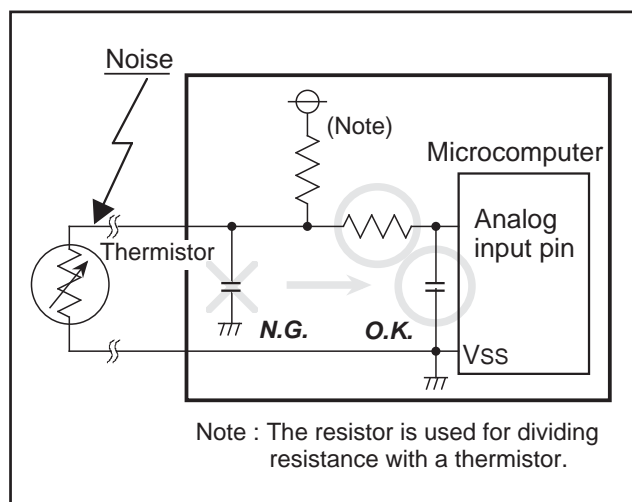 Noise
(Note)
Microcomputer
Analog
input pin
Thermistor
N.G.
O.K.
VSS
Note : The resistor is used for dividing
resistance with a thermistor.